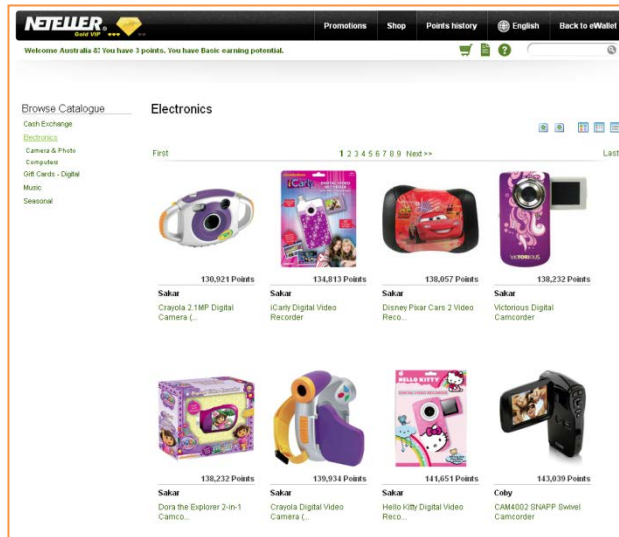 NETELLER.
Gold VIP
Promotions
Shop
Points history
English
Back to eWallet
Welcome Australia 8! You have 3 points. You have Basic earning potential.
Browse Catalogue
Cash Exchange
Electronics
Camera & Photo
Computers
Gift Cards - Digital
Music
Seasonal
Electronics
First
1 2 3 4 5 6 7 8 9 Next >>
Last
iCarly
VICTORIOUS
130,921 Points
134,813 Points
138,057 Points
138,232 Points
Sakar
Sakar
Sakar
Sakar
Crayola 2.1MP Digital
Camera (...
iCarly Digital Video
Recorder
Disney Pixar Cars 2 Video
Reco...
Victorious Digital
Camcorder
HELLO KITTY
138,232 Points
139,934 Points
141,651 Points
143,039 Points
Sakar
Sakar
Sakar
Coby
Dora the Explorer 2-in-1
Camco...
Crayola Digital Video
Camera (...
Hello Kitty Digital Video
Reco...
CAM4002 SNAPP Swivel
Camcorder